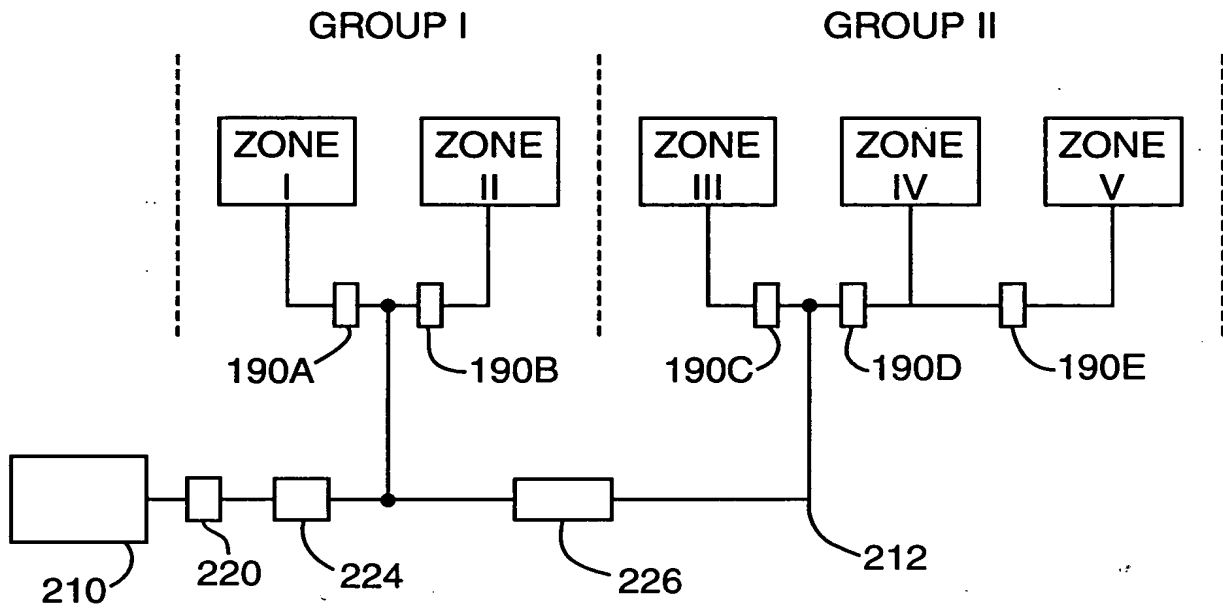 GROUP I
GROUP II
ZONE
I
ZONE
II
ZONE
III
ZONE
IV
ZONE
V
190A
190B
190C
190D
190E
210
220
224
226
212